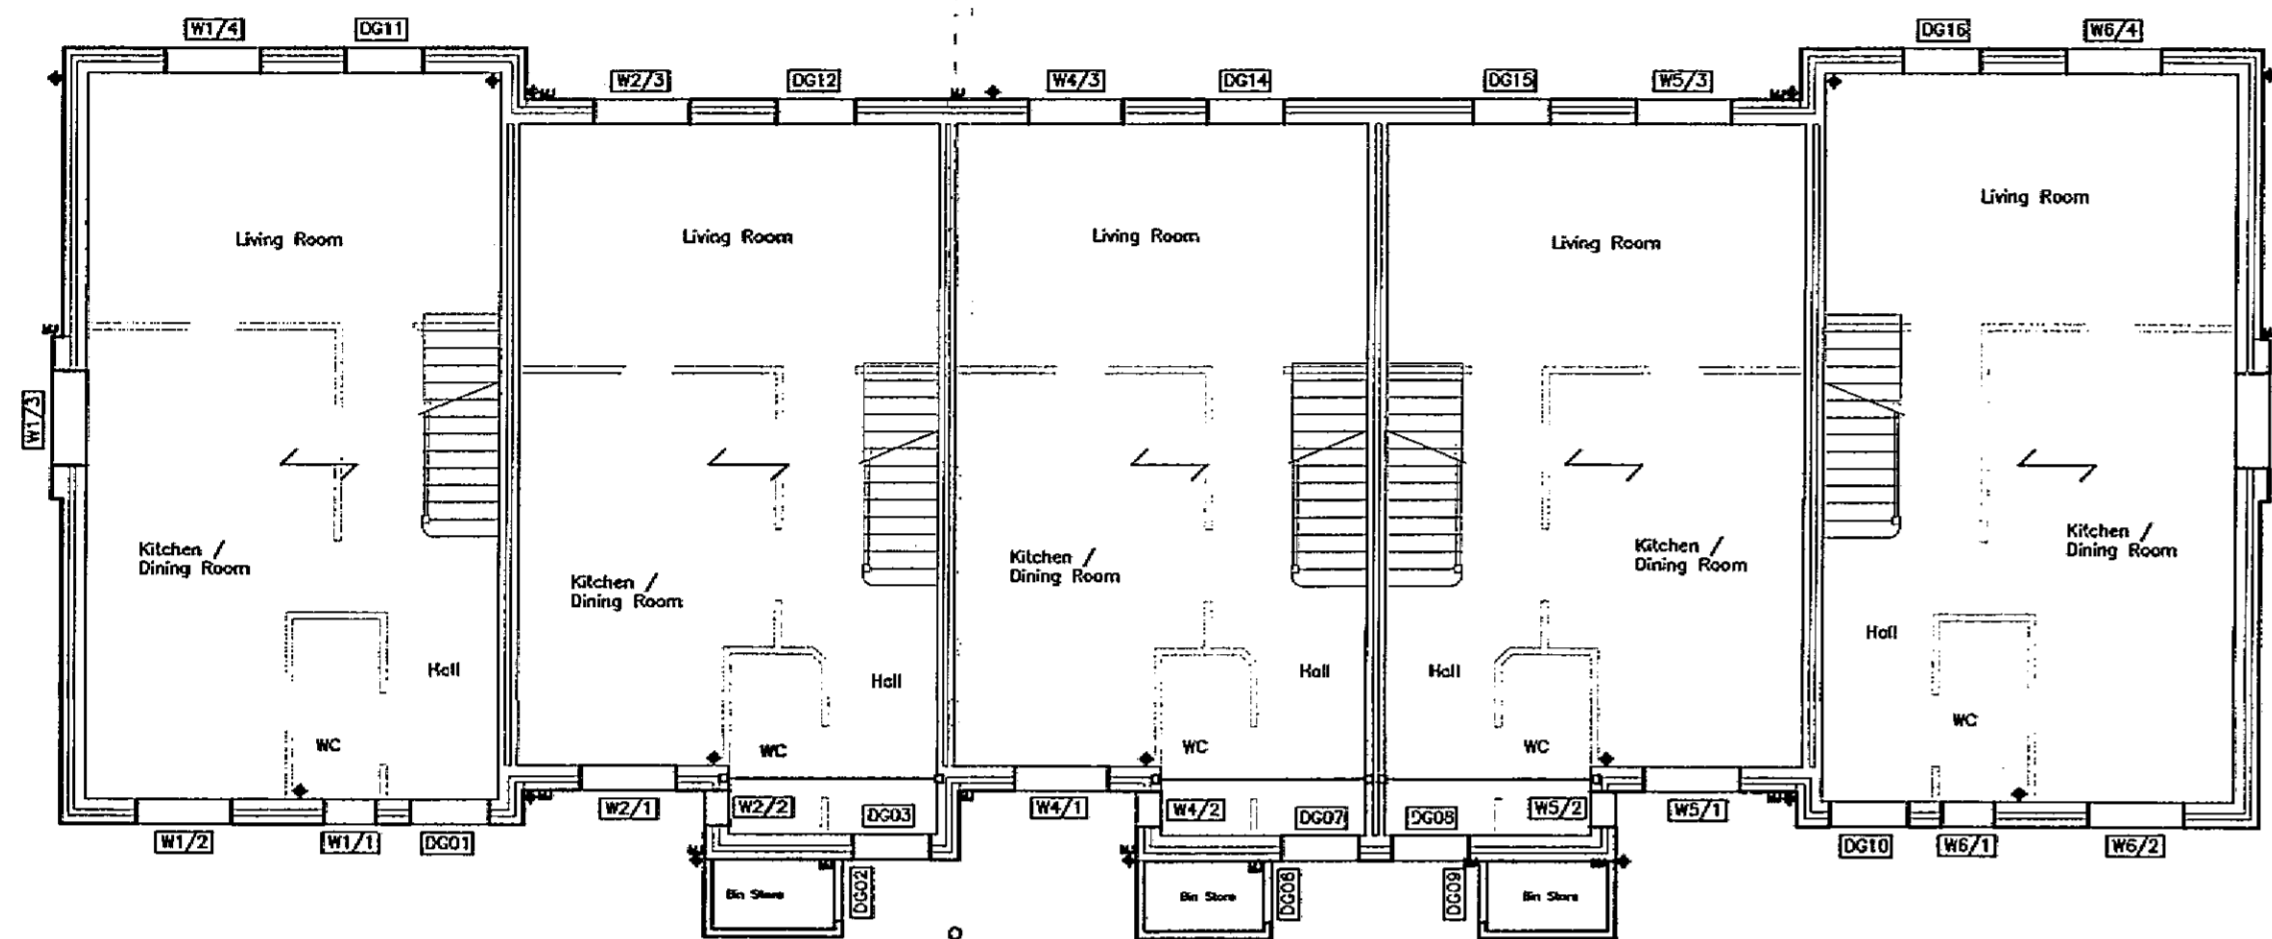 W1/4
DG11
W2/3
DG12
W4/3
DG14
DG15
W5/3
DG16
W6/4
Living Room
Living Room
Living Room
Living Room
Living Room
W1/3
Kitchen /
Dining Room
Kitchen /
Dining Room
Kitchen /
Dining Room
Kitchen /
Dining Room
Kitchen /
Dining Room
Hall
Hall
Hall
Hall
Hall
WC
WC
WC
WC
WC
W1/2
W1/1
DG01
W2/1
W2/2
DG03
W4/1
W4/2
DG07
DG08
W5/2
W5/1
DG10
W6/1
W6/2
Bin Store
DG02
Bin Store
DG09
Bin Store